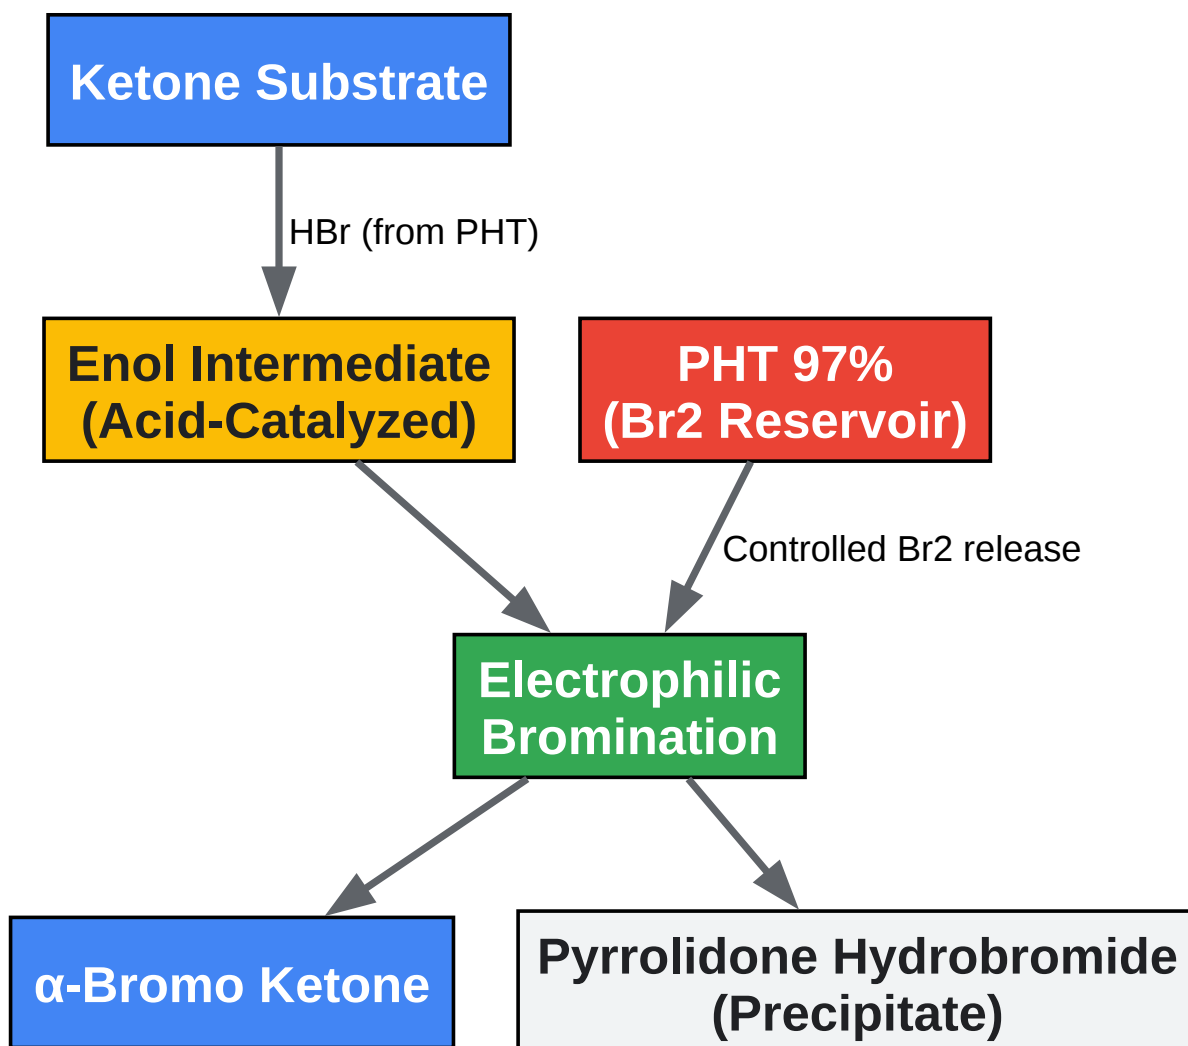 Ketone Substrate
HBr (from PHT)
Enol Intermediate
(Acid-Catalyzed)
PHT 97%
(Br2 Reservoir)
Controlled Br2 release
Electrophilic
Bromination
α-Bromo Ketone
Pyrrolidone Hydrobromide
(Precipitate)